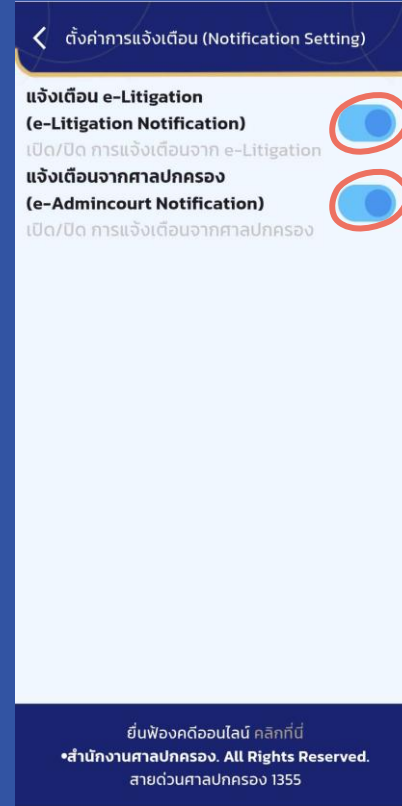 ตั้งค่าการแจ้งเตือน (Notification Setting)
แจ้งเตือน e-Litigation
(e-Litigation Notification)
เปิด/ปิด การแจ้งเตือนจาก e-Litigation
แจ้งเตือนจากศาลปกครอง
(e-Admincourt Notification)
เปิด/ปิด การแจ้งเตือนจากศาลปกครอง
ยื่นฟ้องคดีออนไลน์ คลิกที่นี่
•สำนักงานศาลปกครอง. All Rights Reserved.
สายด่วนศาลปกครอง 1355